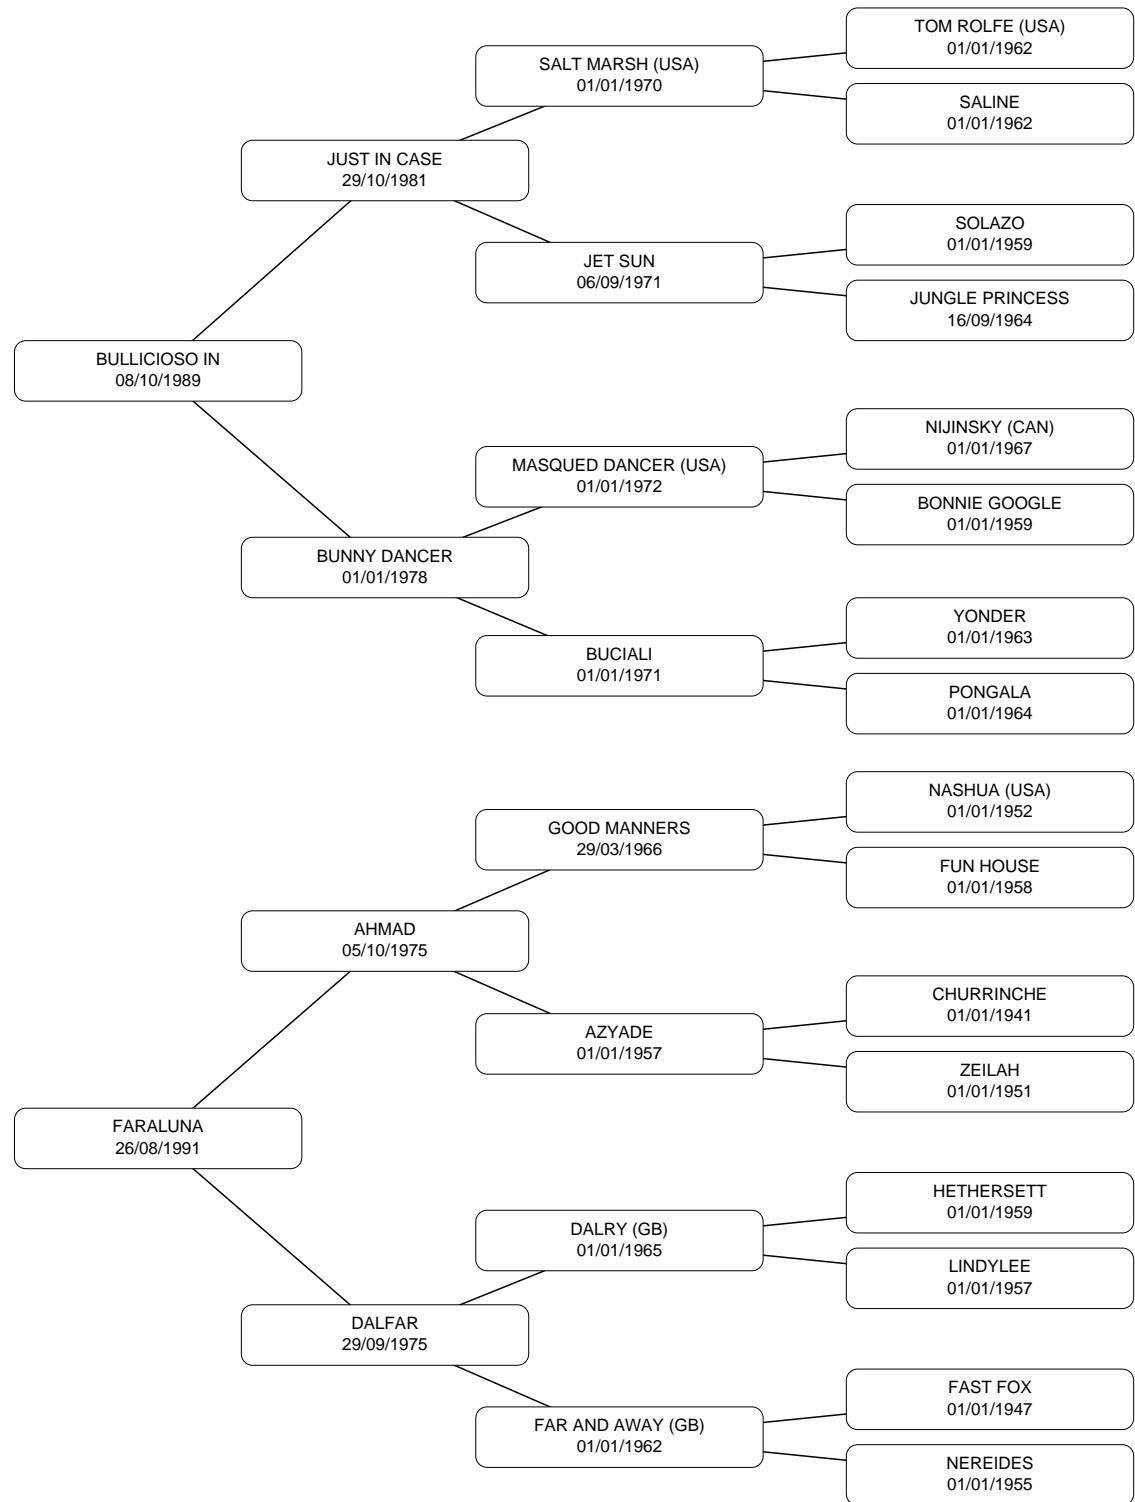 TOM ROLFE (USA)
01/01/1962
SALT MARSH (USA)
01/01/1970
SALINE
01/01/1962
JUST IN CASE
29/10/1981
SOLAZO
01/01/1959
JET SUN
06/09/1971
JUNGLE PRINCESS
16/09/1964
BULLICIOSO IN
08/10/1989
NIJINSKY (CAN)
01/01/1967
MASQUED DANCER (USA)
01/01/1972
BONNIE GOOGLE
01/01/1959
BUNNY DANCER
01/01/1978
YONDER
01/01/1963
BUCIALI
01/01/1971
PONGALA
01/01/1964
NASHUA (USA)
01/01/1952
GOOD MANNERS
29/03/1966
FUN HOUSE
01/01/1958
AHMAD
05/10/1975
CHURRINCHE
01/01/1941
AZYADE
01/01/1957
ZEILAH
01/01/1951
FARALUNA
26/08/1991
HETHERSETT
01/01/1959
DALRY (GB)
01/01/1965
LINDYLEE
01/01/1957
DALFAR
29/09/1975
FAST FOX
01/01/1947
FAR AND AWAY (GB)
01/01/1962
NEREIDES
01/01/1955